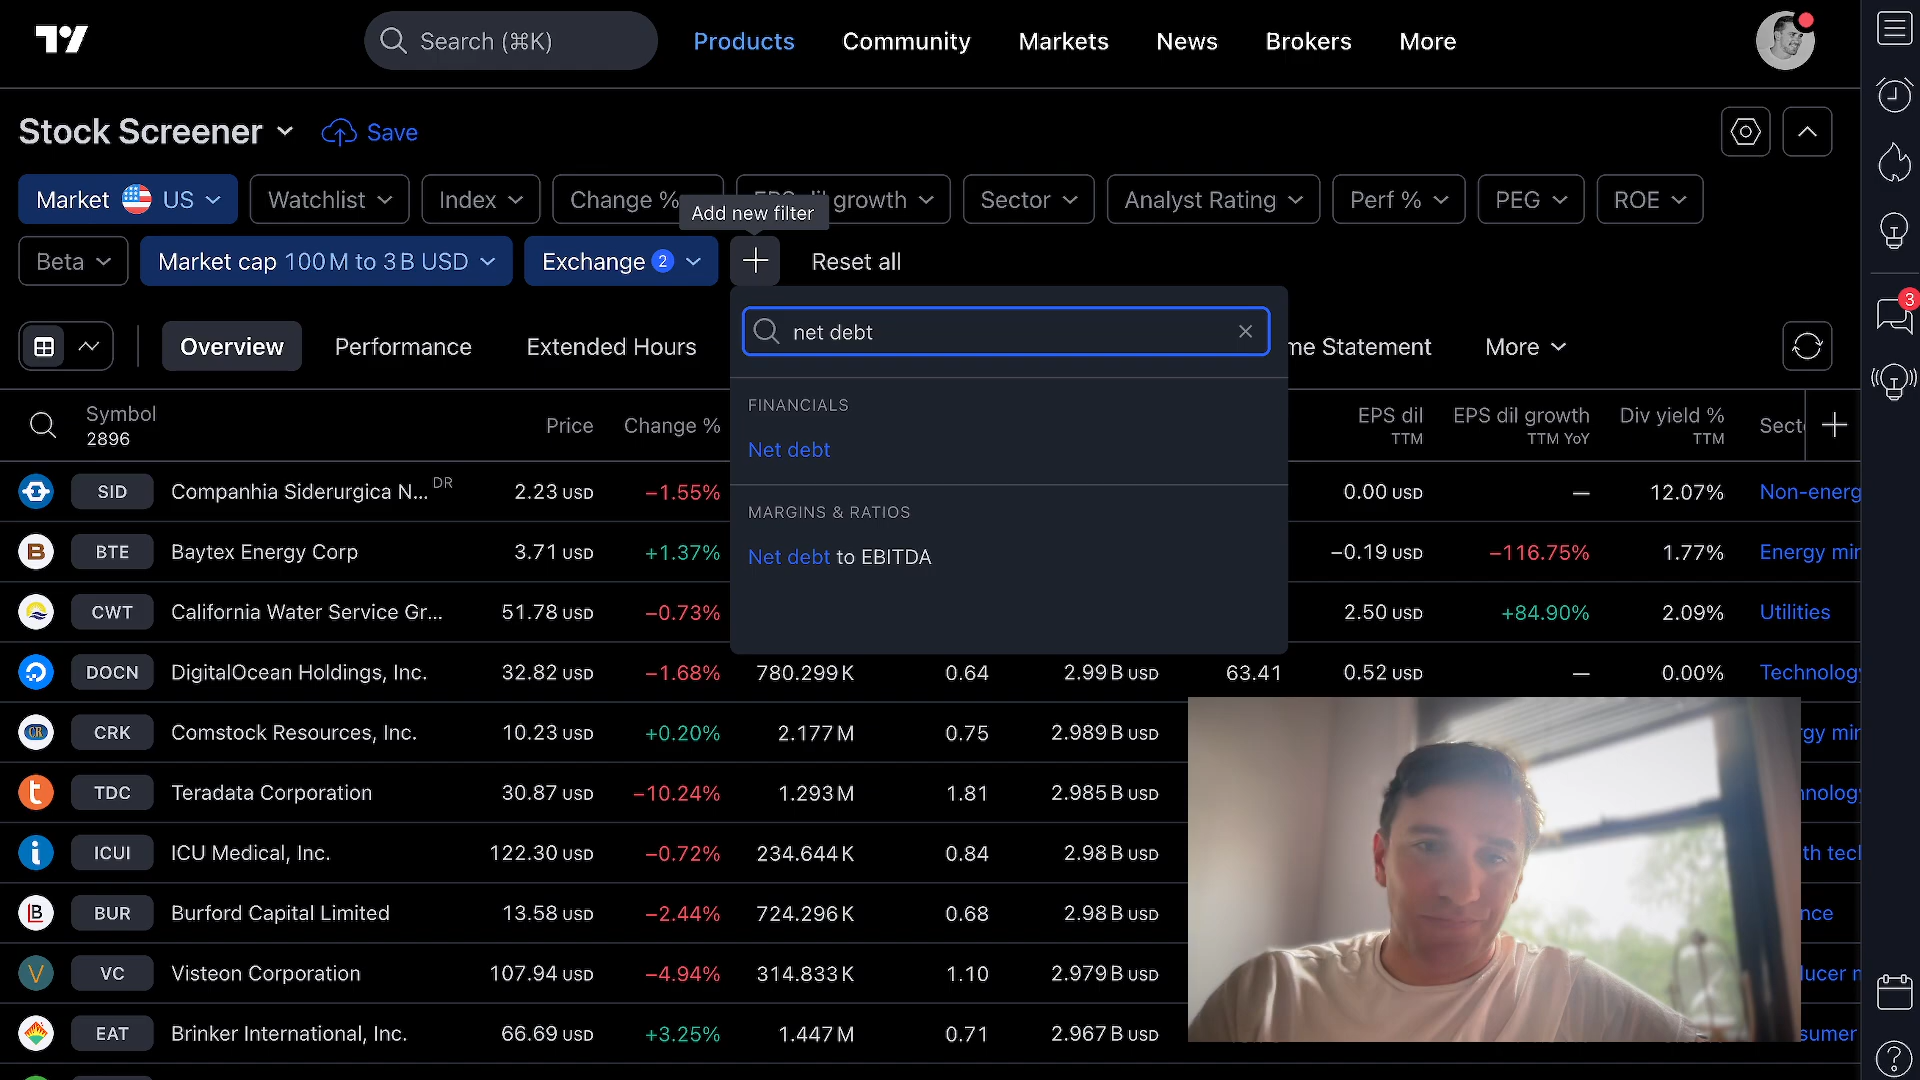 Search (⌘K)
Products
Community
Markets
News
Brokers
More
Stock Screener
Save
Market US
Watchlist
Index
Change %
growth
Sector
Analyst Rating
Perf %
PEG
ROE
Add new filter
Beta
Market cap 100M to 3B USD
Exchange 2
Reset all
net debt
Overview
Performance
Extended Hours
me Statement
More
FINANCIALS
Net debt
MARGINS & RATIOS
Net debt to EBITDA
Symbol
2896
Price
Change %
EPS dil
TTM
EPS dil growth
TTM YoY
Div yield %
TTM
Sect
SID Companhia Siderurgica N... DR 2.23 USD −1.55% 0.00 USD — 12.07% Non-energ
BTE Baytex Energy Corp 3.71 USD +1.37% −0.19 USD −116.75% 1.77% Energy min
CWT California Water Service Gr... 51.78 USD −0.73% 2.50 USD +84.90% 2.09% Utilities
DOCN DigitalOcean Holdings, Inc. 32.82 USD −1.68% 780.299 K 0.64 2.99 B USD 63.41 0.52 USD — 0.00% Technology
CRK Comstock Resources, Inc. 10.23 USD +0.20% 2.177 M 0.75 2.989 B USD rgy min
TDC Teradata Corporation 30.87 USD −10.24% 1.293 M 1.81 2.985 B USD nnology
ICUI ICU Medical, Inc. 122.30 USD −0.72% 234.644 K 0.84 2.98 B USD th tecl
BUR Burford Capital Limited 13.58 USD −2.44% 724.296 K 0.68 2.98 B USD nce
VC Visteon Corporation 107.94 USD −4.94% 314.833 K 1.10 2.979 B USD ducer m
EAT Brinker International, Inc. 66.69 USD +3.25% 1.447 M 0.71 2.967 B USD sumer
3